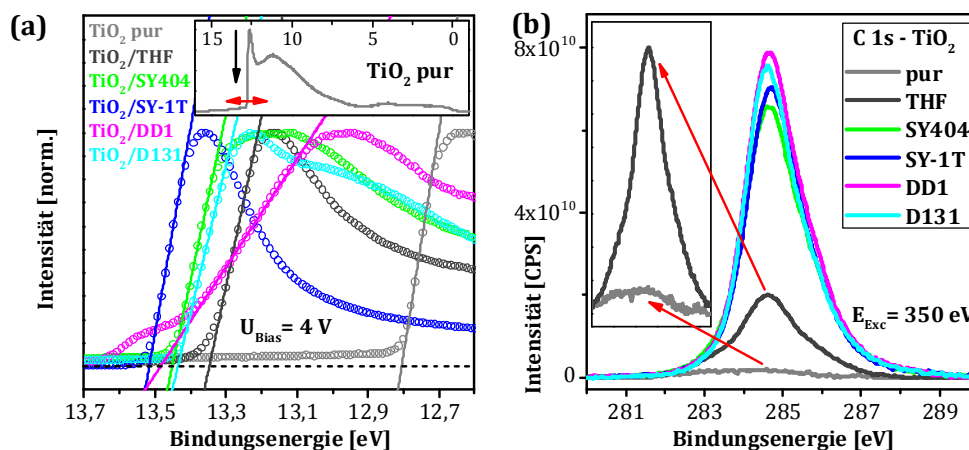 (a)
TiO2 pur
TiO2/THF
TiO2/SY404
TiO2/SY-1T
TiO2/DD1
TiO2/D131
15 10 5 0
TiO2 pur
UBias = 4 V
Intensität [norm.]
13,7 13,5 13,3 13,1 12,9 12,7
Bindungsenergie [eV]
(b)
C 1s - TiO2
pur
THF
SY404
SY-1T
DD1
D131
EExc= 350 eV
8x10^10
4x10^10
0
Intensität [CPS]
281 283 285 287 289
Bindungsenergie [eV]